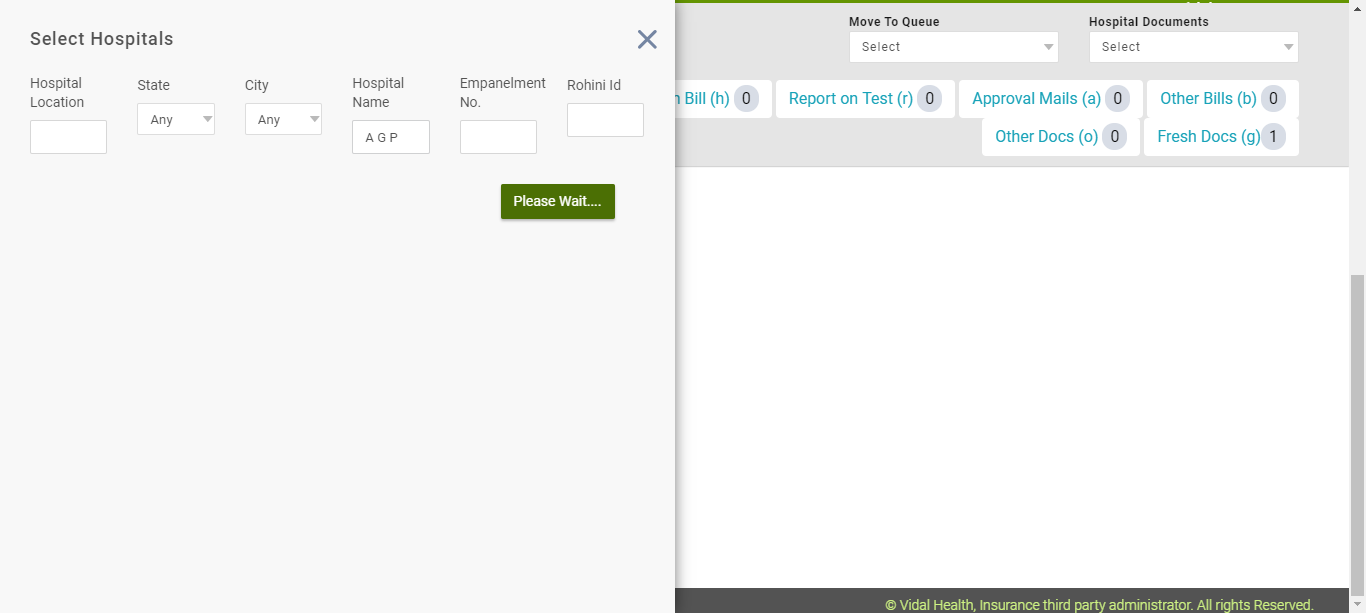 Select Hospitals
Hospital Location
State
City
Hospital Name
Empanelment No.
Rohini Id
Any
Any
A G P
Please Wait....
Move To Queue
Hospital Documents
Select
Select
Bill (h) 0
Report on Test (r) 0
Approval Mails (a) 0
Other Bills (b) 0
Other Docs (o) 0
Fresh Docs (g) 1
© Vidal Health, Insurance third party administrator. All rights Reserved.